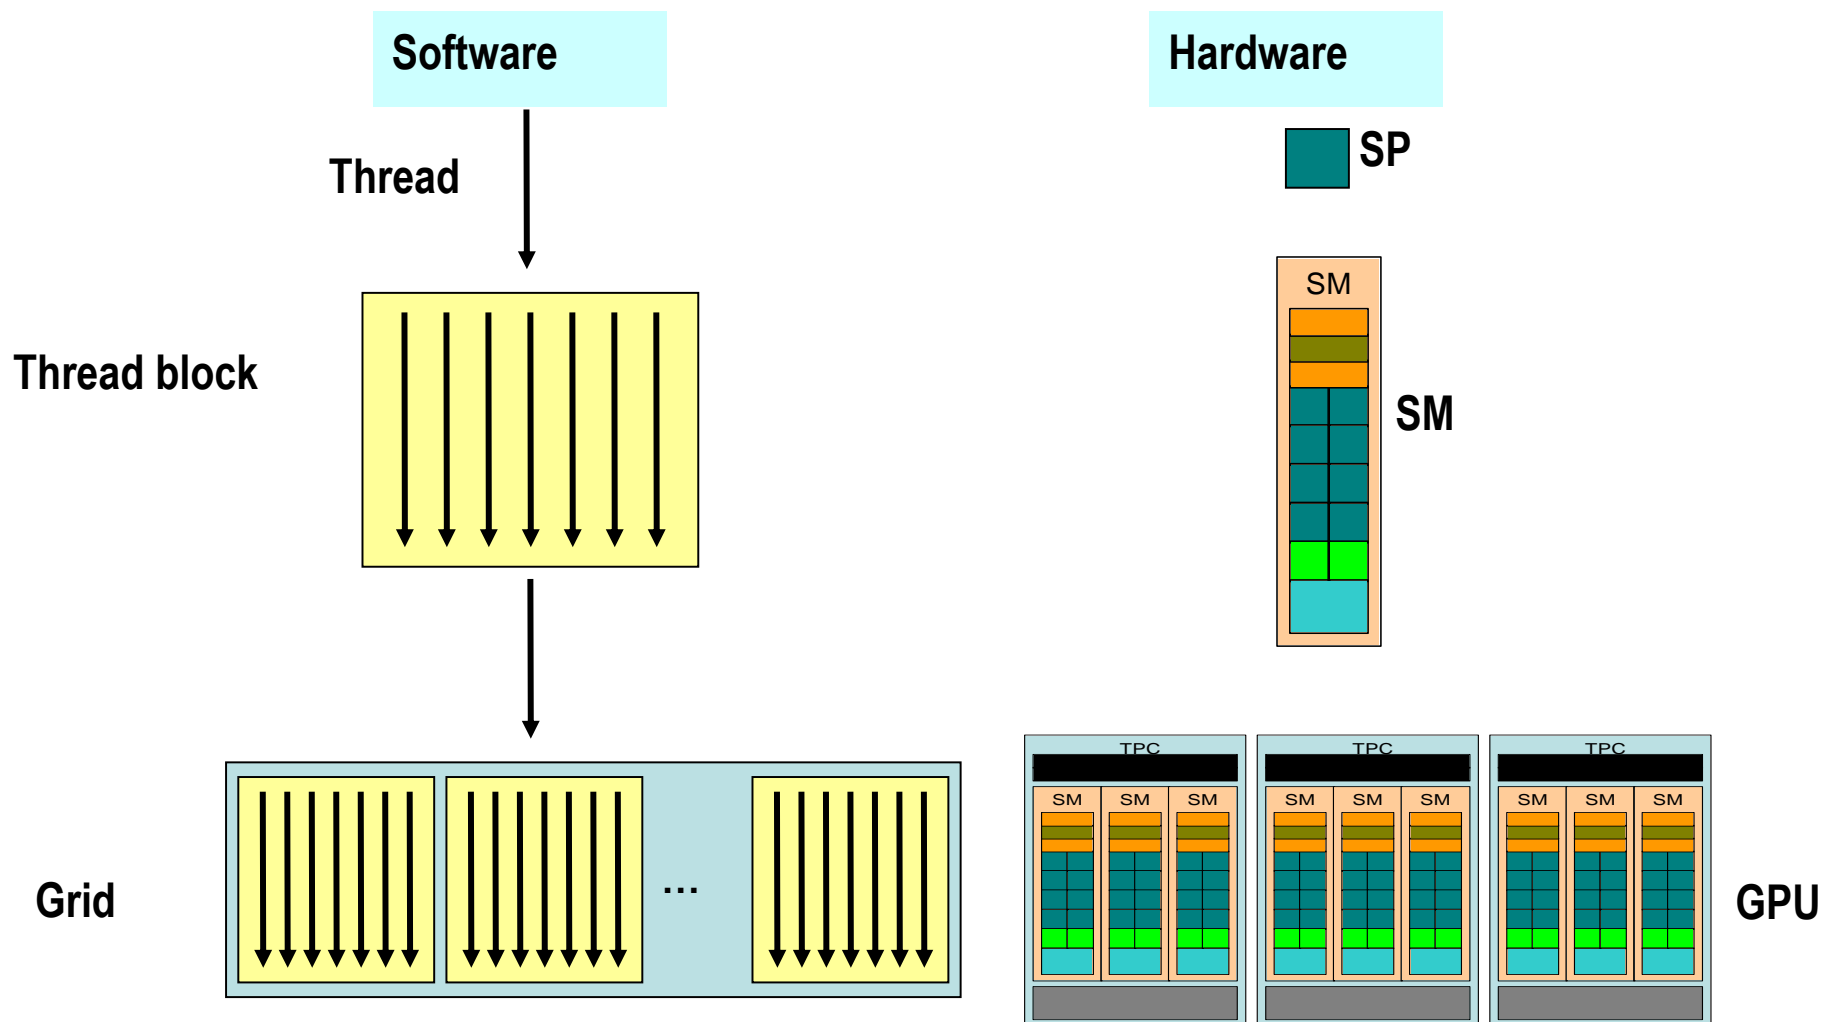 Software
Hardware
Thread
SP
SM
Thread block
SM
TPC TPC TPC
SM SM SM SM SM SM SM SM SM
Grid
...
GPU